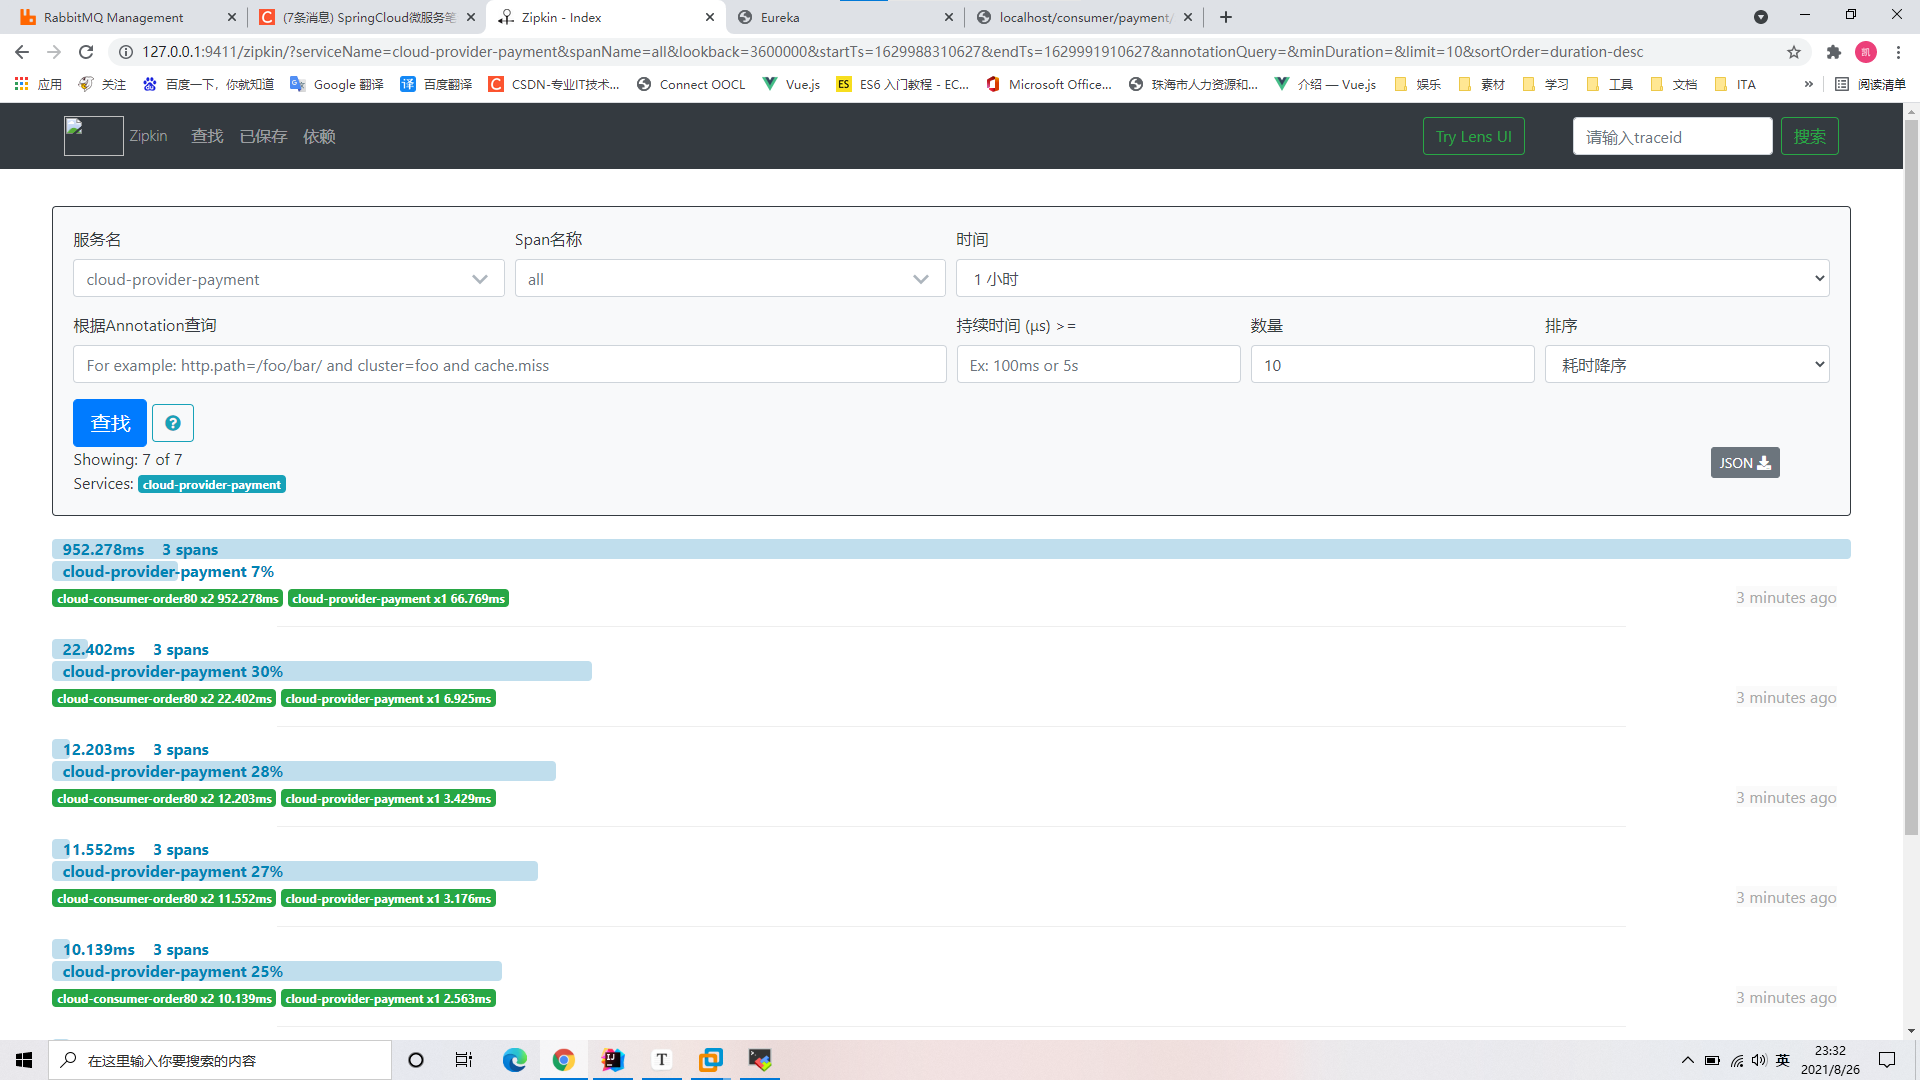 RabbitMQ Management
(7条消息) SpringCloud微服务笔
Zipkin - Index
Eureka
localhost/consumer/payment/
127.0.0.1:9411/zipkin/?serviceName=cloud-provider-payment&spanName=all&lookback=3600000&startTs=1629988310627&endTs=1629991910627&annotationQuery=&minDuration=&limit=10&sortOrder=duration-desc
凯
应用
关注
百度一下，你就知道
Google 翻译
译 百度翻译
C CSDN-专业IT技术...
Connect OOCL
Vue.js
ES ES6 入门教程 - EC...
Microsoft Office...
珠海市人力资源和...
介绍 — Vue.js
娱乐
素材
学习
工具
文档
ITA
»
阅读清单
Zipkin 查找 已保存 依赖
Try Lens UI
请输入traceid
搜索
服务名 Span名称 时间
cloud-provider-payment all 1 小时
根据Annotation查询 持续时间 (μs) >= 数量 排序
For example: http.path=/foo/bar/ and cluster=foo and cache.miss Ex: 100ms or 5s 10 耗时降序
查找 ?
Showing: 7 of 7
JSON
Services: cloud-provider-payment
952.278ms 3 spans
cloud-provider-payment 7%
cloud-consumer-order80 x2 952.278ms cloud-provider-payment x1 66.769ms 3 minutes ago
22.402ms 3 spans
cloud-provider-payment 30%
cloud-consumer-order80 x2 22.402ms cloud-provider-payment x1 6.925ms 3 minutes ago
12.203ms 3 spans
cloud-provider-payment 28%
cloud-consumer-order80 x2 12.203ms cloud-provider-payment x1 3.429ms 3 minutes ago
11.552ms 3 spans
cloud-provider-payment 27%
cloud-consumer-order80 x2 11.552ms cloud-provider-payment x1 3.176ms 3 minutes ago
10.139ms 3 spans
cloud-provider-payment 25%
cloud-consumer-order80 x2 10.139ms cloud-provider-payment x1 2.563ms 3 minutes ago
在这里输入你要搜索的内容
IJ
T
英
23:32
2021/8/26